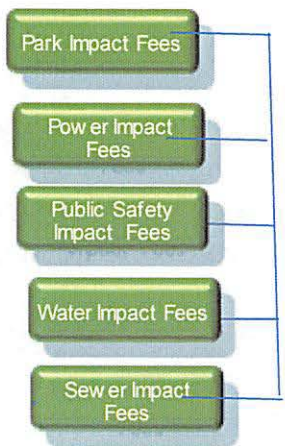 Park Impact Fees
Power Impact
Fees
Public Safety
Impact Fees
Water Impact Fees
Sewer Impact
Fees